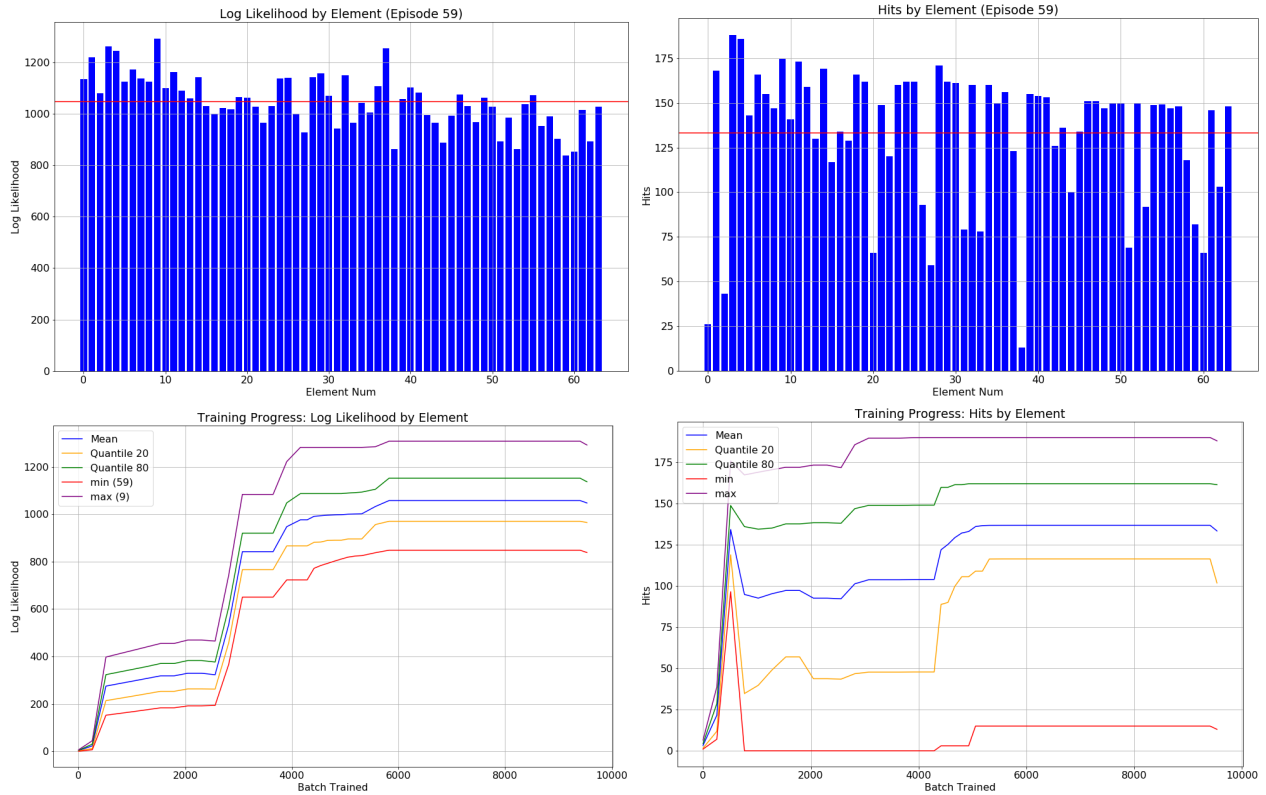 Log Likelihood by Element (Episode 59)
Log Likelihood
1200
1000
800
600
400
200
0
0 10 20 30 40 50 60
Element Num
Hits by Element (Episode 59)
Hits
175
150
125
100
75
50
25
0
0 10 20 30 40 50 60
Element Num
Training Progress: Log Likelihood by Element
Mean
Quantile 20
Quantile 80
min (59)
max (9)
Log Likelihood
1200
1000
800
600
400
200
0
0 2000 4000 6000 8000 10000
Batch Trained
Training Progress: Hits by Element
Mean
Quantile 20
Quantile 80
min
max
Hits
175
150
125
100
75
50
25
0
0 2000 4000 6000 8000 10000
Batch Trained